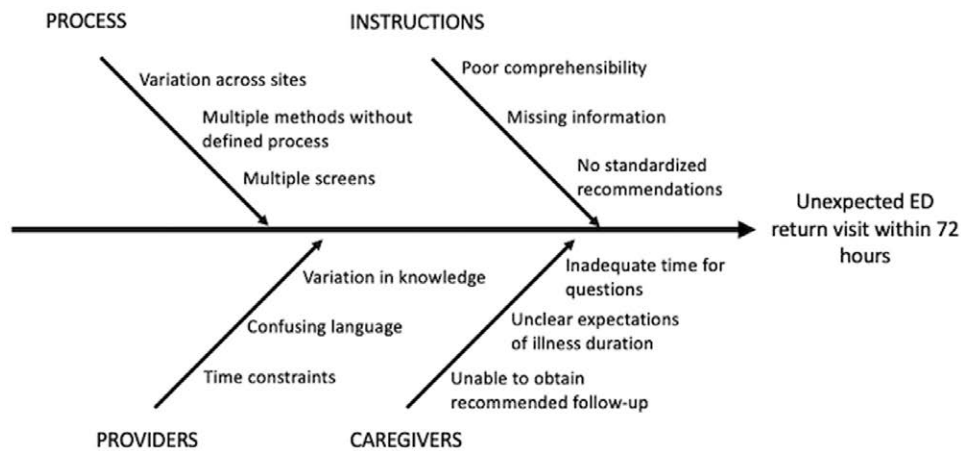 PROCESS
INSTRUCTIONS
Variation across sites
Multiple methods without
defined process
Multiple screens
Poor comprehensibility
Missing information
No standardized
recommendations
Unexpected ED
return visit within 72
hours
Variation in knowledge
Confusing language
Time constraints
Inadequate time for
questions
Unclear expectations
of illness duration
Unable to obtain
recommended follow-up
PROVIDERS
CAREGIVERS